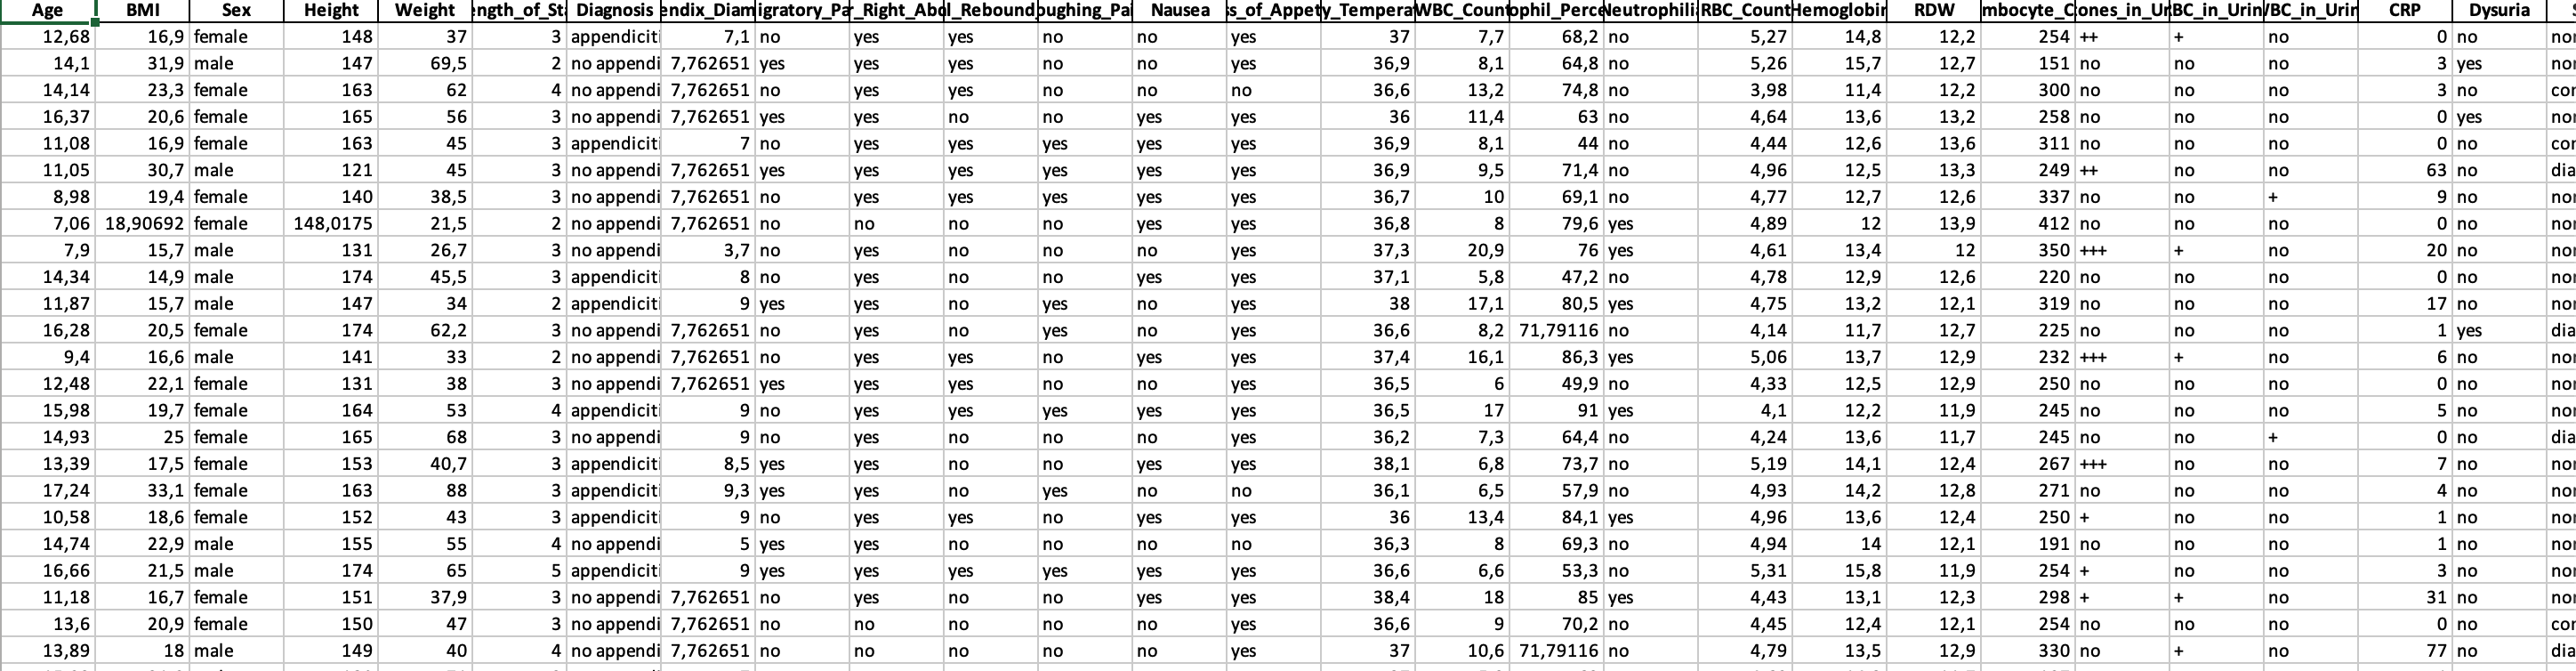 Age BMI Sex Height Weight ength_of_St Diagnosis endix_Diam igratory_Pa r_Right_Abd l_Rebound oughing_Pai Nausea s_of_Appet y_Temperat WBC_Count ophil_Perce Neutrophili RBC_Count Hemoglobin RDW mbocyte_C ones_in_Ur BC_in_Urin BC_in_Urin CRP Dysuria
12,68 16,9 female 148 37 3 appendiciti 7,1 no yes yes no no yes 37 7,7 68,2 no 5,27 14,8 12,2 254 ++ + no 0 no nor
14,1 31,9 male 147 69,5 2 no appendi 7,762651 yes yes yes no no yes 36,9 8,1 64,8 no 5,26 15,7 12,7 151 no no no 3 yes nor
14,14 23,3 female 163 62 4 no appendi 7,762651 no yes yes no no no 36,6 13,2 74,8 no 3,98 11,4 12,2 300 no no no 3 no cor
16,37 20,6 female 165 56 3 no appendi 7,762651 yes yes no no yes yes 36 11,4 63 no 4,64 13,6 13,2 258 no no no 0 yes nor
11,08 16,9 female 163 45 3 appendiciti 7 no yes yes yes yes yes 36,9 8,1 44 no 4,44 12,6 13,6 311 no no no 0 no cor
11,05 30,7 male 121 45 3 no appendi 7,762651 yes yes yes yes yes yes 36,9 9,5 71,4 no 4,96 12,5 13,3 249 ++ no no 63 no dia
8,98 19,4 female 140 38,5 3 no appendi 7,762651 no yes yes yes yes yes 36,7 10 69,1 no 4,77 12,7 12,6 337 no no + 9 no nor
7,06 18,90692 female 148,0175 21,5 2 no appendi 7,762651 no no no no yes yes 36,8 8 79,6 yes 4,89 12 13,9 412 no no no 0 no nor
7,9 15,7 male 131 26,7 3 no appendi 3,7 no yes no no no yes 37,3 20,9 76 yes 4,61 13,4 12 350 +++ + no 20 no nor
14,34 14,9 male 174 45,5 3 appendiciti 8 no yes no no yes yes 37,1 5,8 47,2 no 4,78 12,9 12,6 220 no no no 0 no nor
11,87 15,7 male 147 34 2 appendiciti 9 yes yes no yes no yes 38 17,1 80,5 yes 4,75 13,2 12,1 319 no no no 17 no nor
16,28 20,5 female 174 62,2 3 no appendi 7,762651 no yes no yes no yes 36,6 8,2 71,79116 no 4,14 11,7 12,7 225 no no no 1 yes dia
9,4 16,6 male 141 33 2 no appendi 7,762651 no yes yes no yes yes 37,4 16,1 86,3 yes 5,06 13,7 12,9 232 +++ + no 6 no nor
12,48 22,1 female 131 38 3 no appendi 7,762651 yes yes yes no no yes 36,5 6 49,9 no 4,33 12,5 12,9 250 no no no 0 no nor
15,98 19,7 female 164 53 4 appendiciti 9 no yes yes yes yes yes 36,5 17 91 yes 4,1 12,2 11,9 245 no no no 5 no nor
14,93 25 female 165 68 3 no appendi 9 no yes no no no yes 36,2 7,3 64,4 no 4,24 13,6 11,7 245 no no + 0 no dia
13,39 17,5 female 153 40,7 3 appendiciti 8,5 yes yes no no yes yes 38,1 6,8 73,7 no 5,19 14,1 12,4 267 +++ no no 7 no nor
17,24 33,1 female 163 88 3 appendiciti 9,3 yes yes no yes no no 36,1 6,5 57,9 no 4,93 14,2 12,8 271 no no no 4 no nor
10,58 18,6 female 152 43 3 appendiciti 9 no yes yes no yes yes 36 13,4 84,1 yes 4,96 13,6 12,4 250 + no no 1 no nor
14,74 22,9 male 155 55 4 no appendi 5 yes yes no no no no 36,3 8 69,3 no 4,94 14 12,1 191 no no no 1 no nor
16,66 21,5 male 174 65 5 appendiciti 9 yes yes yes yes yes yes 36,6 6,6 53,3 no 5,31 15,8 11,9 254 + no no 3 no nor
11,18 16,7 female 151 37,9 3 no appendi 7,762651 no yes no no yes yes 38,4 18 85 yes 4,43 13,1 12,3 298 + + no 31 no nor
13,6 20,9 female 150 47 3 no appendi 7,762651 no no no no no yes 36,6 9 70,2 no 4,45 12,4 12,1 254 no no no 0 no cor
13,89 18 male 149 40 4 no appendi 7,762651 no no no no no yes 37 10,6 71,79116 no 4,79 13,5 12,9 330 no + no 77 no dia